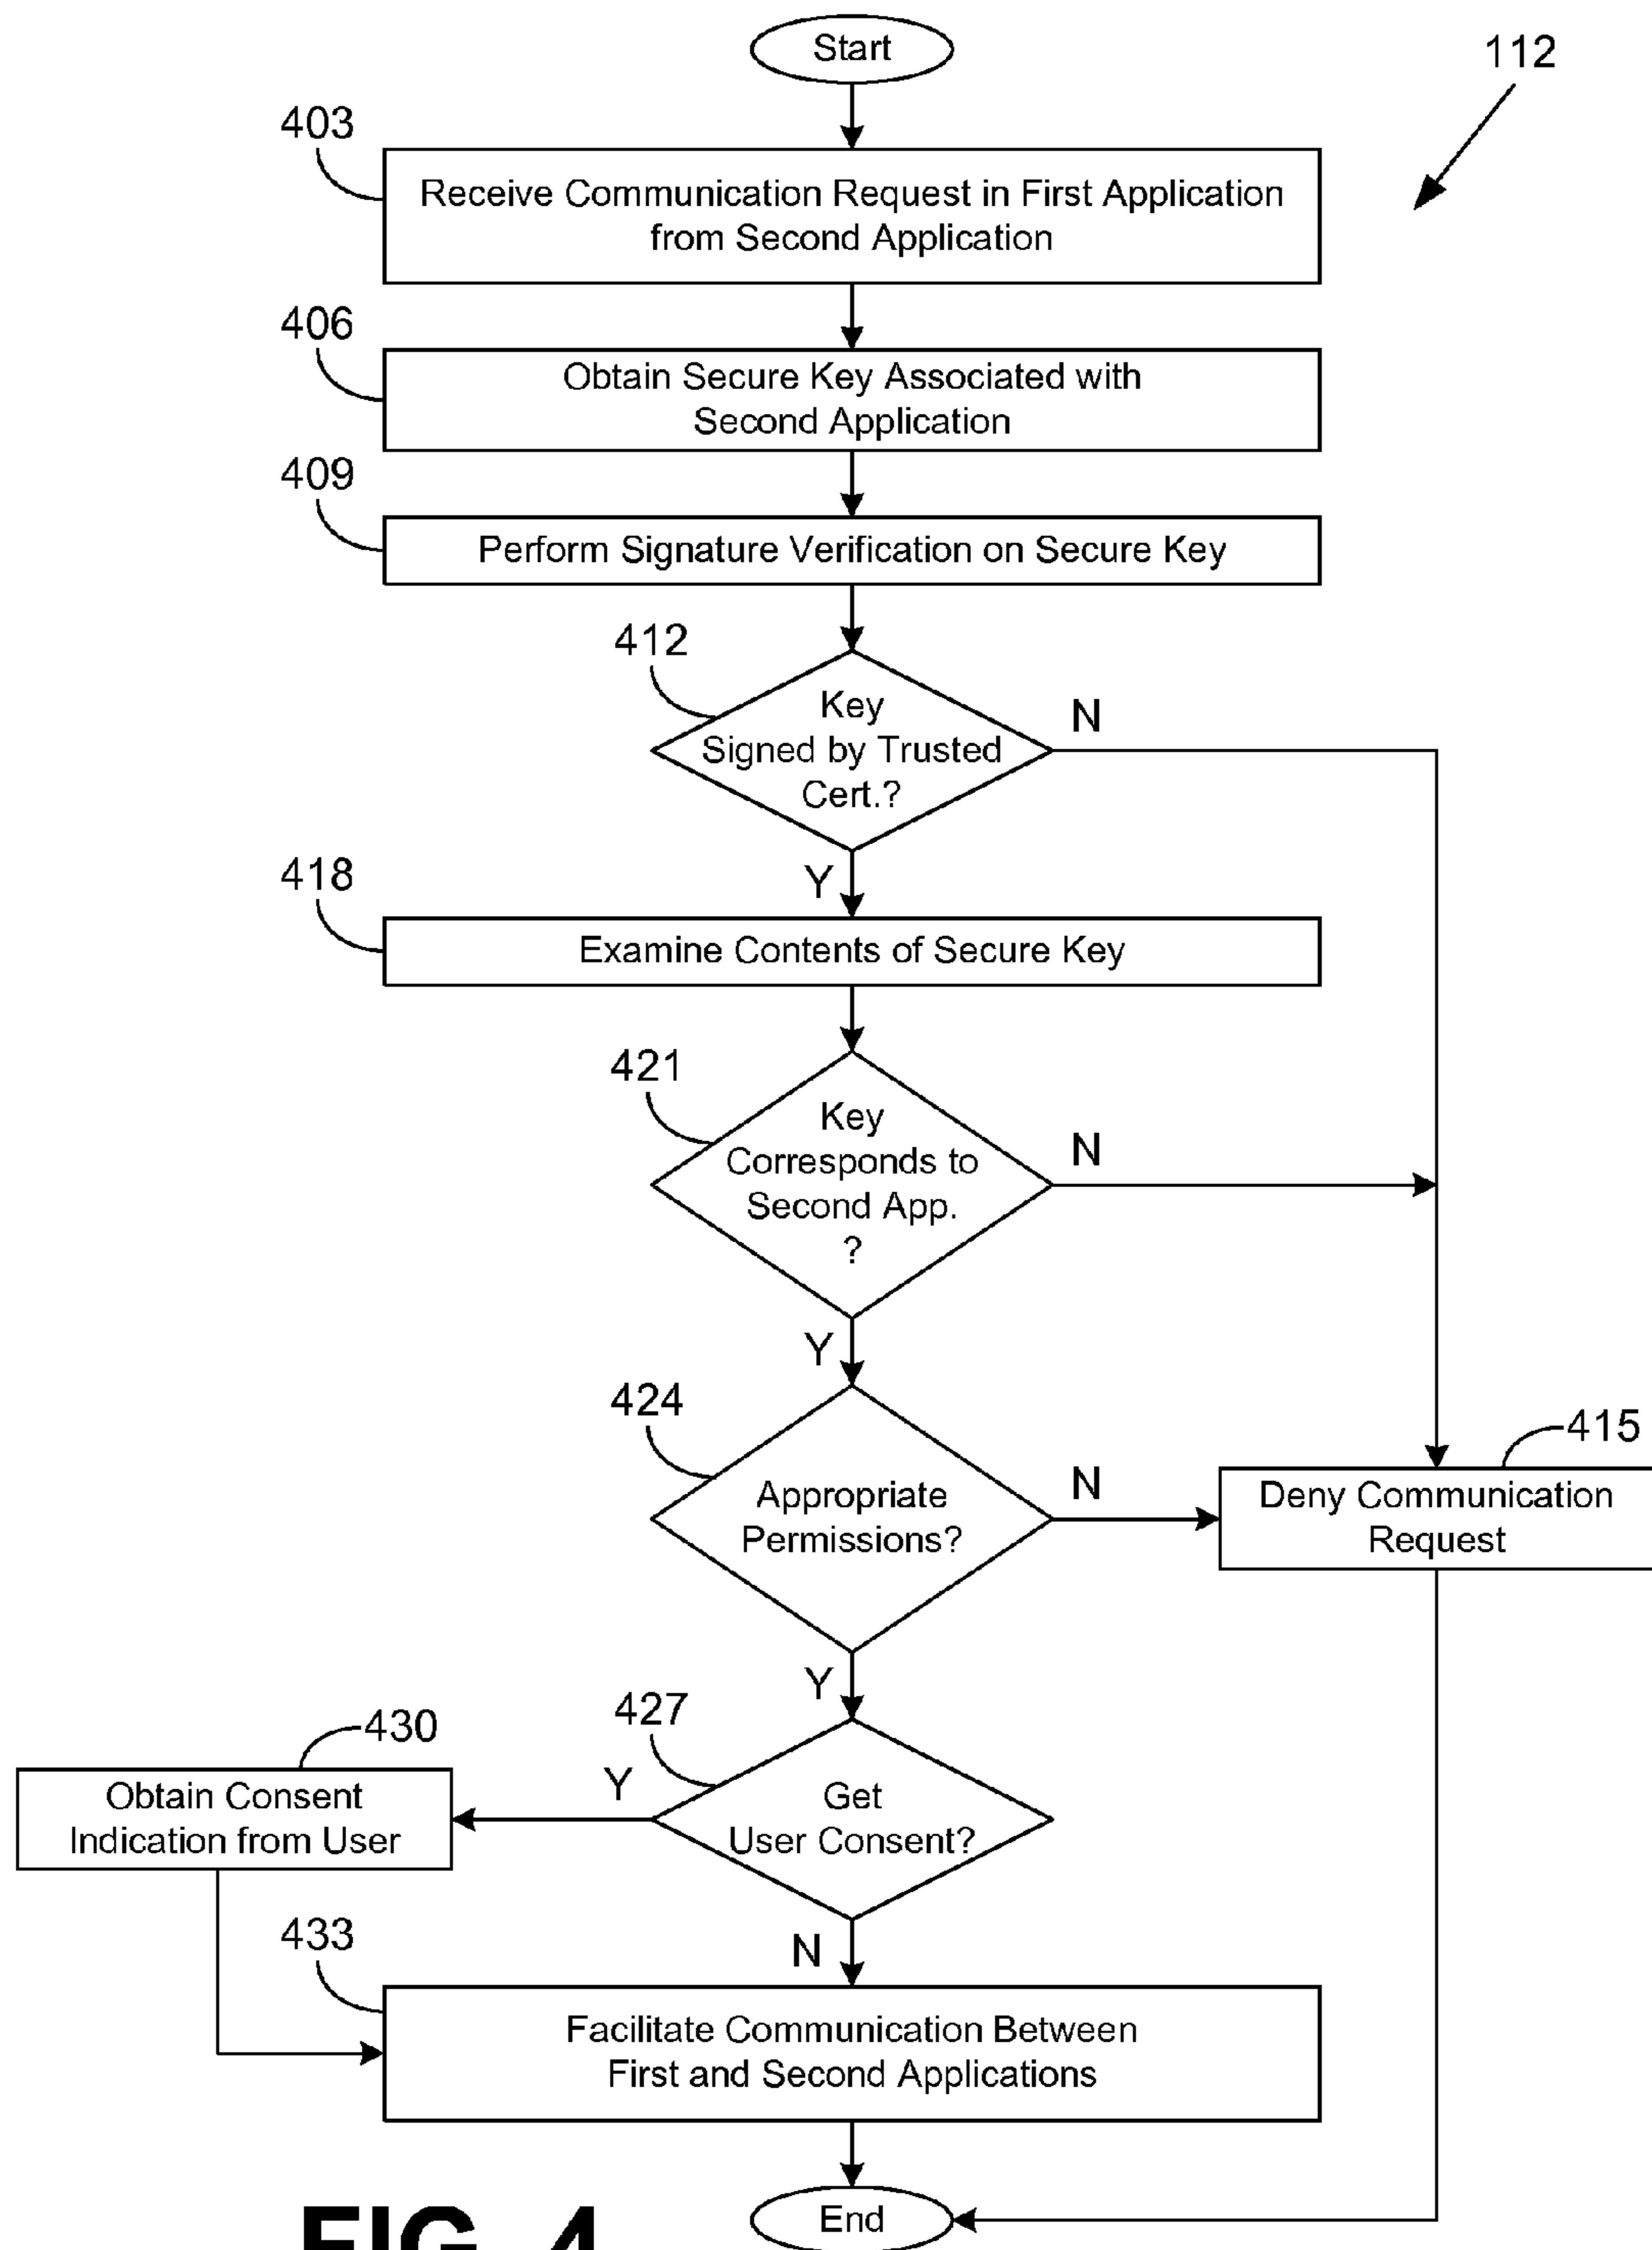 Start
112
403
Receive Communication Request in First Application
from Second Application
406
Obtain Secure Key Associated with
Second Application
409
Perform Signature Verification on Secure Key
412
Key
Signed by Trusted
Cert.?
N
Y
418
Examine Contents of Secure Key
421
Key
Corresponds to
Second App.
?
N
Y
424
Appropriate
Permissions?
N
415
Deny Communication
Request
Y
427
Get
User Consent?
Y
430
Obtain Consent
Indication from User
N
433
Facilitate Communication Between
First and Second Applications
End
FIG. 4